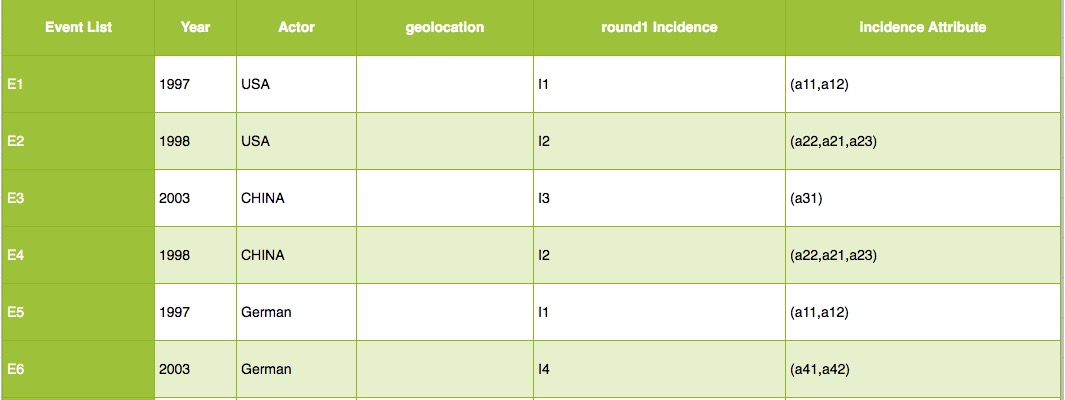 Event List Year Actor geolocation round1 Incidence incidence Attribute
E1 1997 USA I1 (a11,a12)
E2 1998 USA I2 (a22,a21,a23)
E3 2003 CHINA I3 (a31)
E4 1998 CHINA I2 (a22,a21,a23)
E5 1997 German I1 (a11,a12)
E6 2003 German I4 (a41,a42)